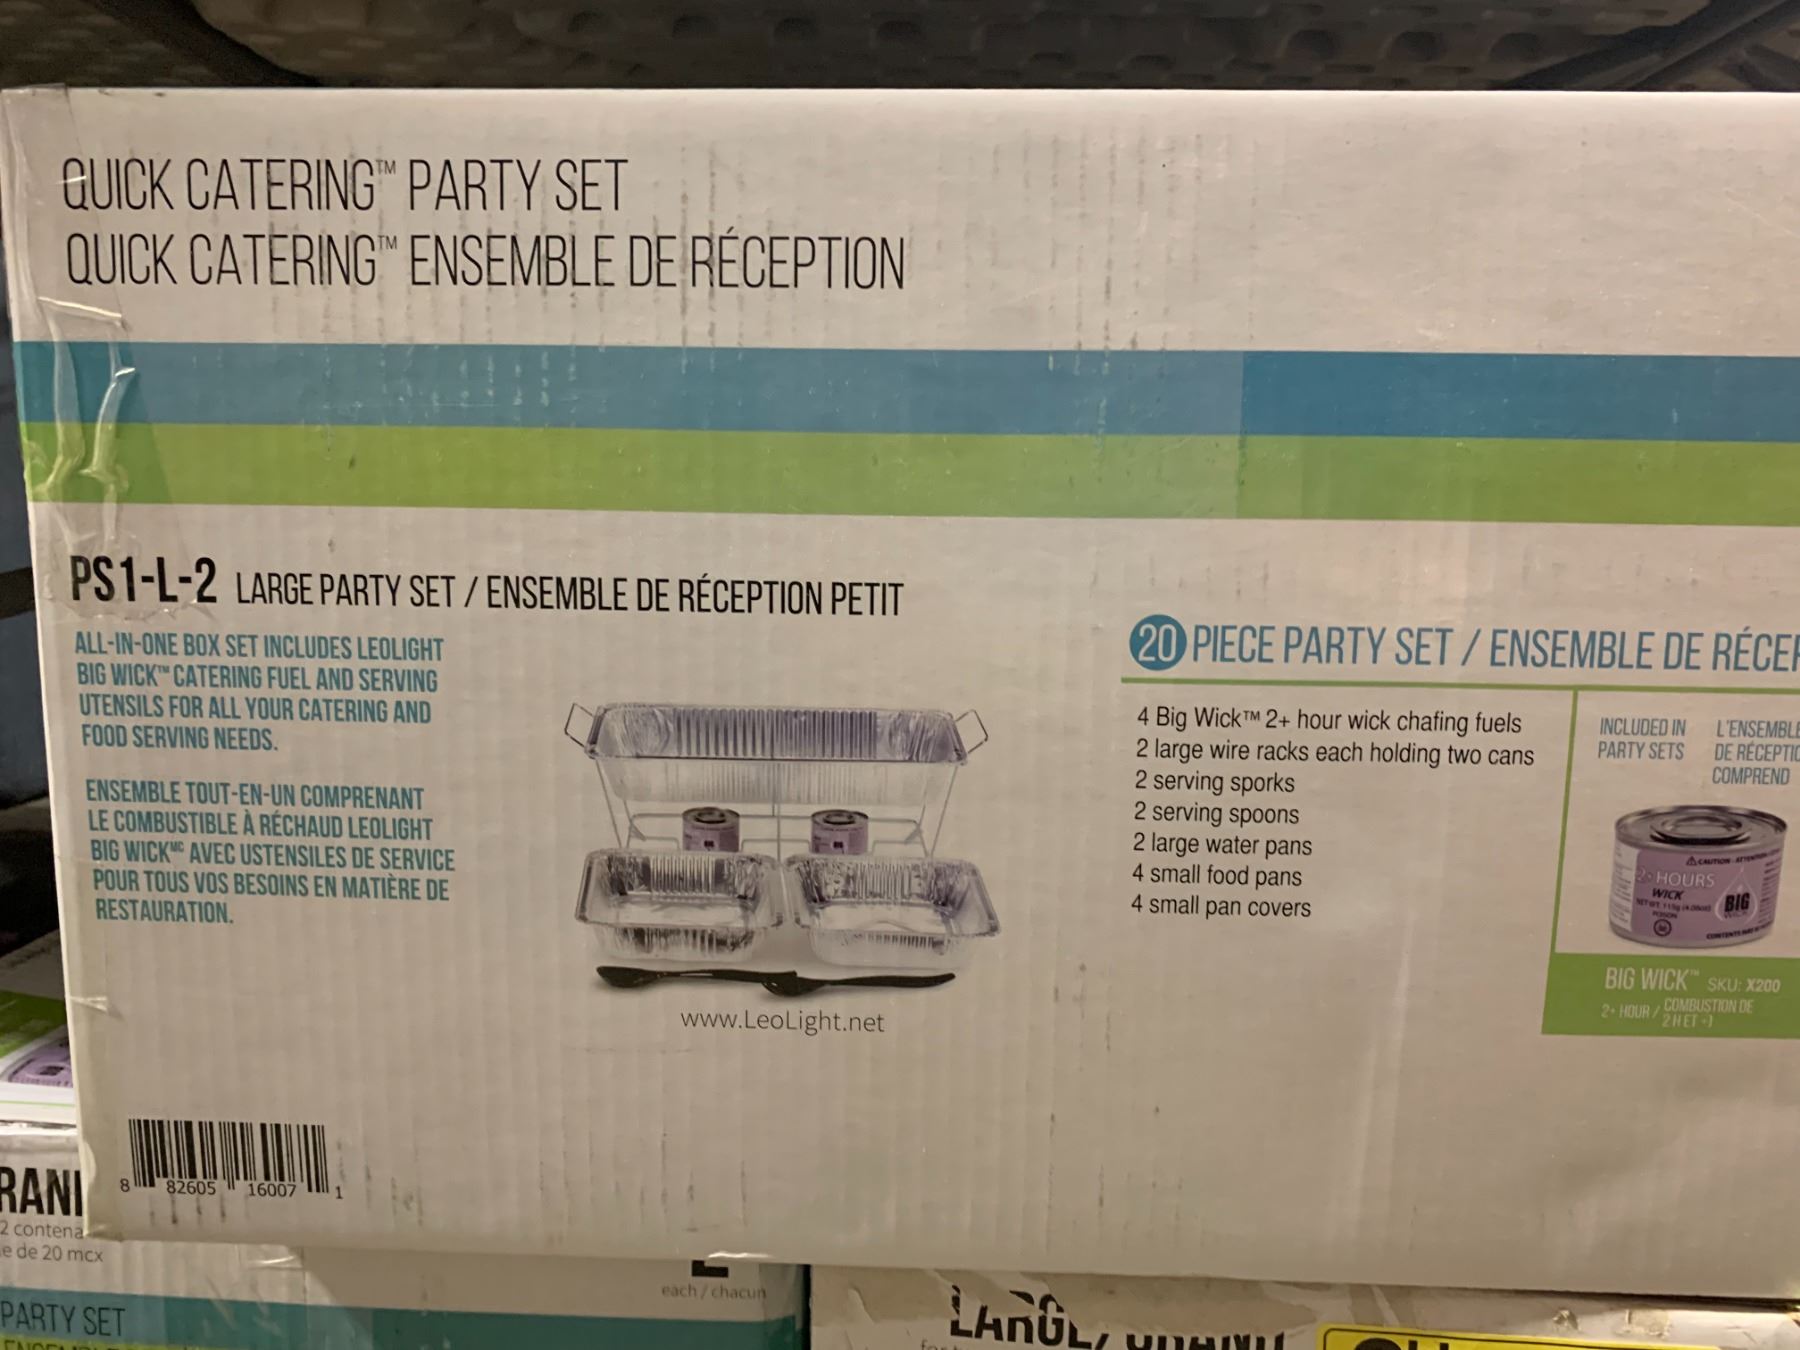 QUICK CATERING™ PARTY SET
QUICK CATERING™ ENSEMBLE DE RÉCEPTION
PS1-L-2 LARGE PARTY SET / ENSEMBLE DE RÉCEPTION PETIT
ALL-IN-ONE BOX SET INCLUDES LEOLIGHT
BIG WICK™ CATERING FUEL AND SERVING
UTENSILS FOR ALL YOUR CATERING AND
FOOD SERVING NEEDS.
ENSEMBLE TOUT-EN-UN COMPRENANT
LE COMBUSTIBLE À RÉCHAUD LEOLIGHT
BIG WICKMC AVEC USTENSILES DE SERVICE
POUR TOUS VOS BESOINS EN MATIÈRE DE
RESTAURATION.
www.LeoLight.net
20 PIECE PARTY SET / ENSEMBLE DE RÉCEP
4 Big Wick™ 2+ hour wick chafing fuels
2 large wire racks each holding two cans
2 serving sporks
2 serving spoons
2 large water pans
4 small food pans
4 small pan covers
INCLUDED IN
PARTY SETS
L'ENSEMBLE
DE RÉCEPTIO
COMPREND
CAUTION
2+ HOURS
WICK
POISON
BIG
WICK
BIG WICK™ SKU: X200
2+ HOUR / COMBUSTION DE
2 H ET +)
8 82605 16007 1
RAN
2 contena
e de 20 mcx
PARTY SET
each / chacun
LARGE/GRAND